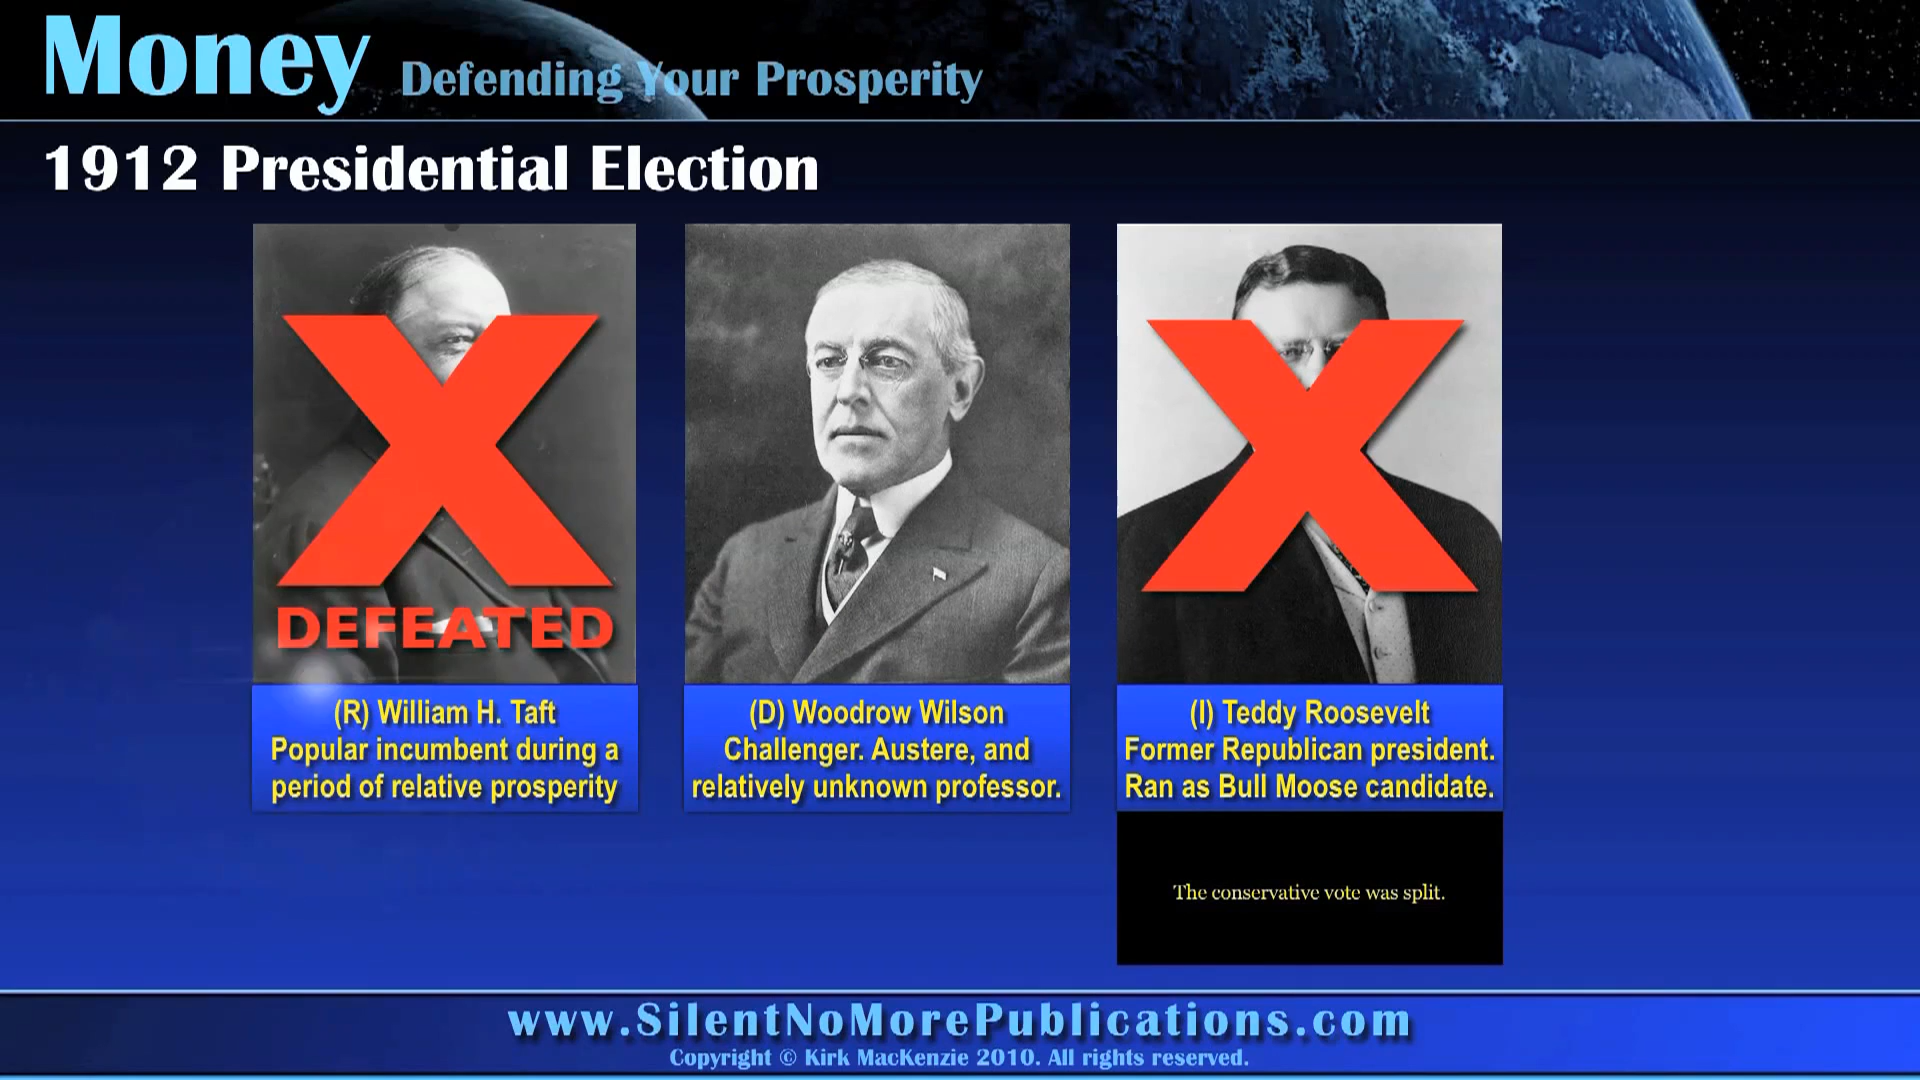 Money Defending Your Prosperity
1912 Presidential Election
X
DEFEATED
X
(R) William H. Taft
Popular incumbent during a
period of relative prosperity
(D) Woodrow Wilson
Challenger. Austere, and
relatively unknown professor.
(I) Teddy Roosevelt
Former Republican president.
Ran as Bull Moose candidate.
The conservative vote was split.
www.SilentNoMorePublications.com
Copyright © Kirk MacKenzie 2010. All rights reserved.